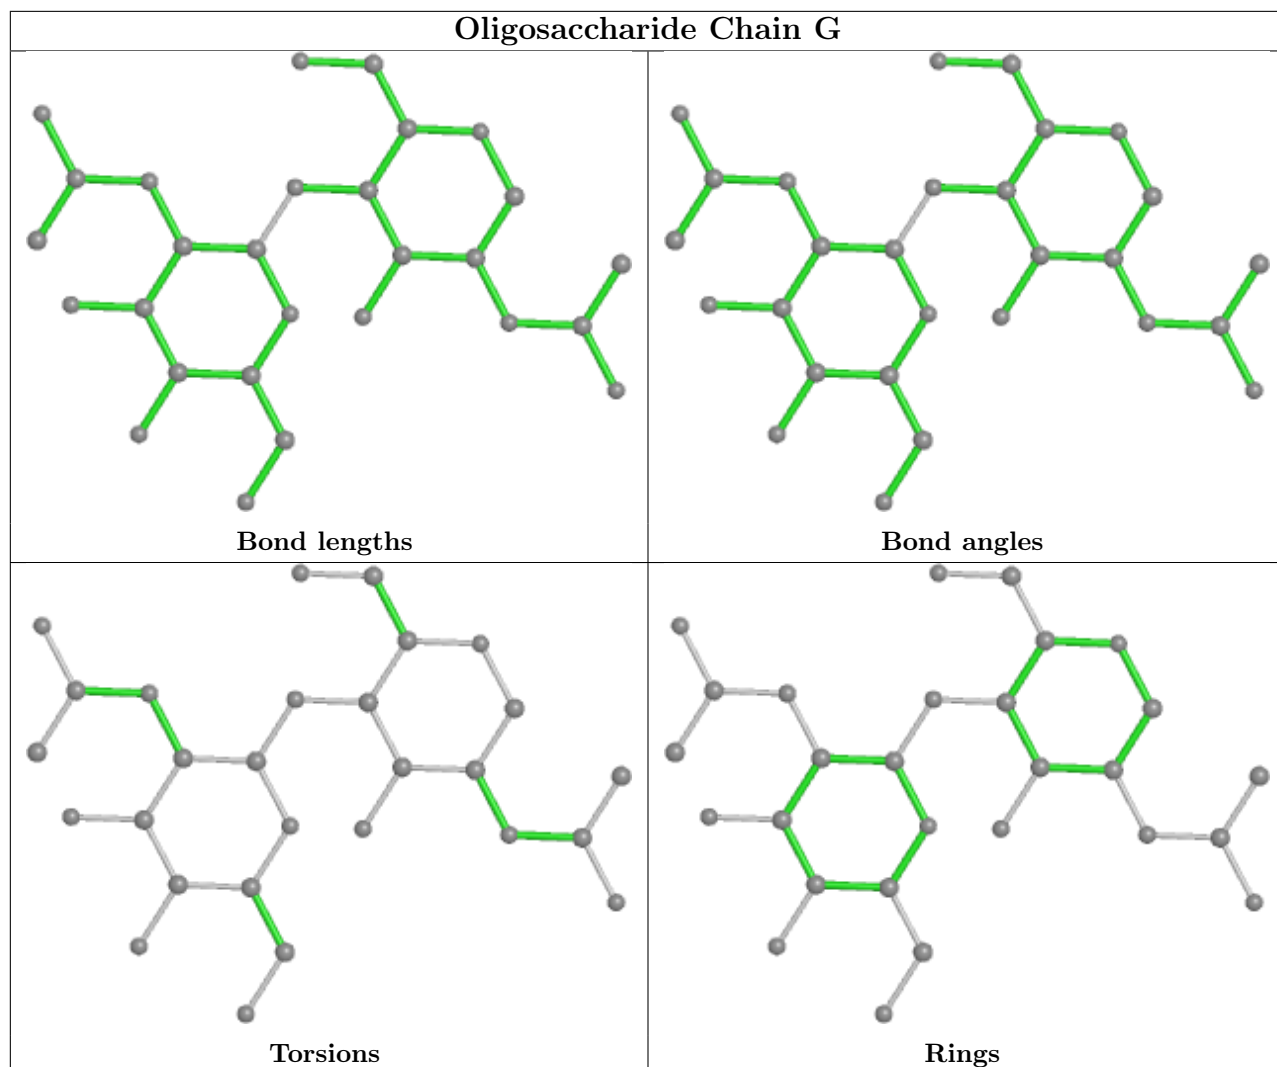 Oligosaccharide Chain G
Bond lengths
Bond angles
Torsions
Rings